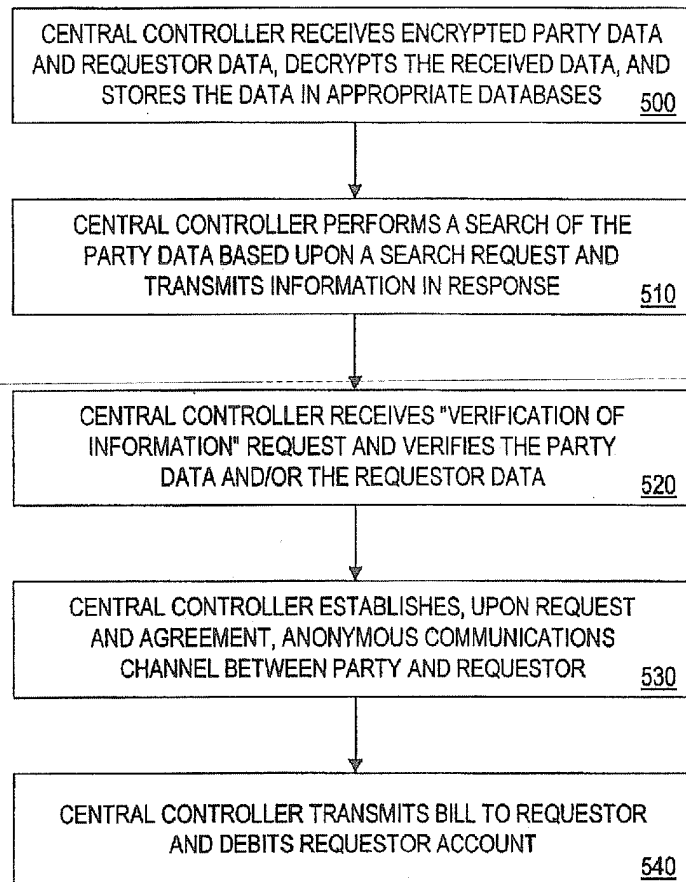 CENTRAL CONTROLLER RECEIVES ENCRYPTED PARTY DATA
AND REQUESTOR DATA, DECRYPTS THE RECEIVED DATA, AND
STORES THE DATA IN APPROPRIATE DATABASES
500
CENTRAL CONTROLLER PERFORMS A SEARCH OF THE
PARTY DATA BASED UPON A SEARCH REQUEST AND
TRANSMITS INFORMATION IN RESPONSE
510
CENTRAL CONTROLLER RECEIVES "VERIFICATION OF
INFORMATION" REQUEST AND VERIFIES THE PARTY
DATA AND/OR THE REQUESTOR DATA
520
CENTRAL CONTROLLER ESTABLISHES, UPON REQUEST
AND AGREEMENT, ANONYMOUS COMMUNICATIONS
CHANNEL BETWEEN PARTY AND REQUESTOR
530
CENTRAL CONTROLLER TRANSMITS BILL TO REQUESTOR
AND DEBITS REQUESTOR ACCOUNT
540